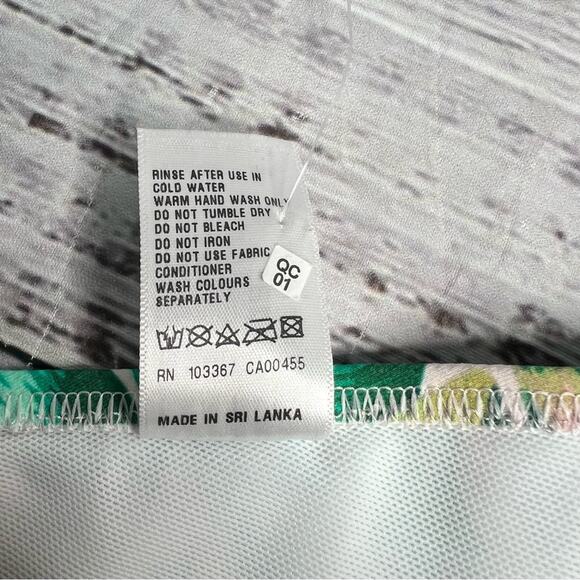 RINSE AFTER USE IN
COLD WATER
WARM HAND WASH ONLY
DO NOT TUMBLE DRY
DO NOT BLEACH
DO NOT IRON
DO NOT USE FABRIC
CONDITIONER
WASH COLOURS
SEPARATELY
QC
01
RN 103367 CA00455
MADE IN SRI LANKA